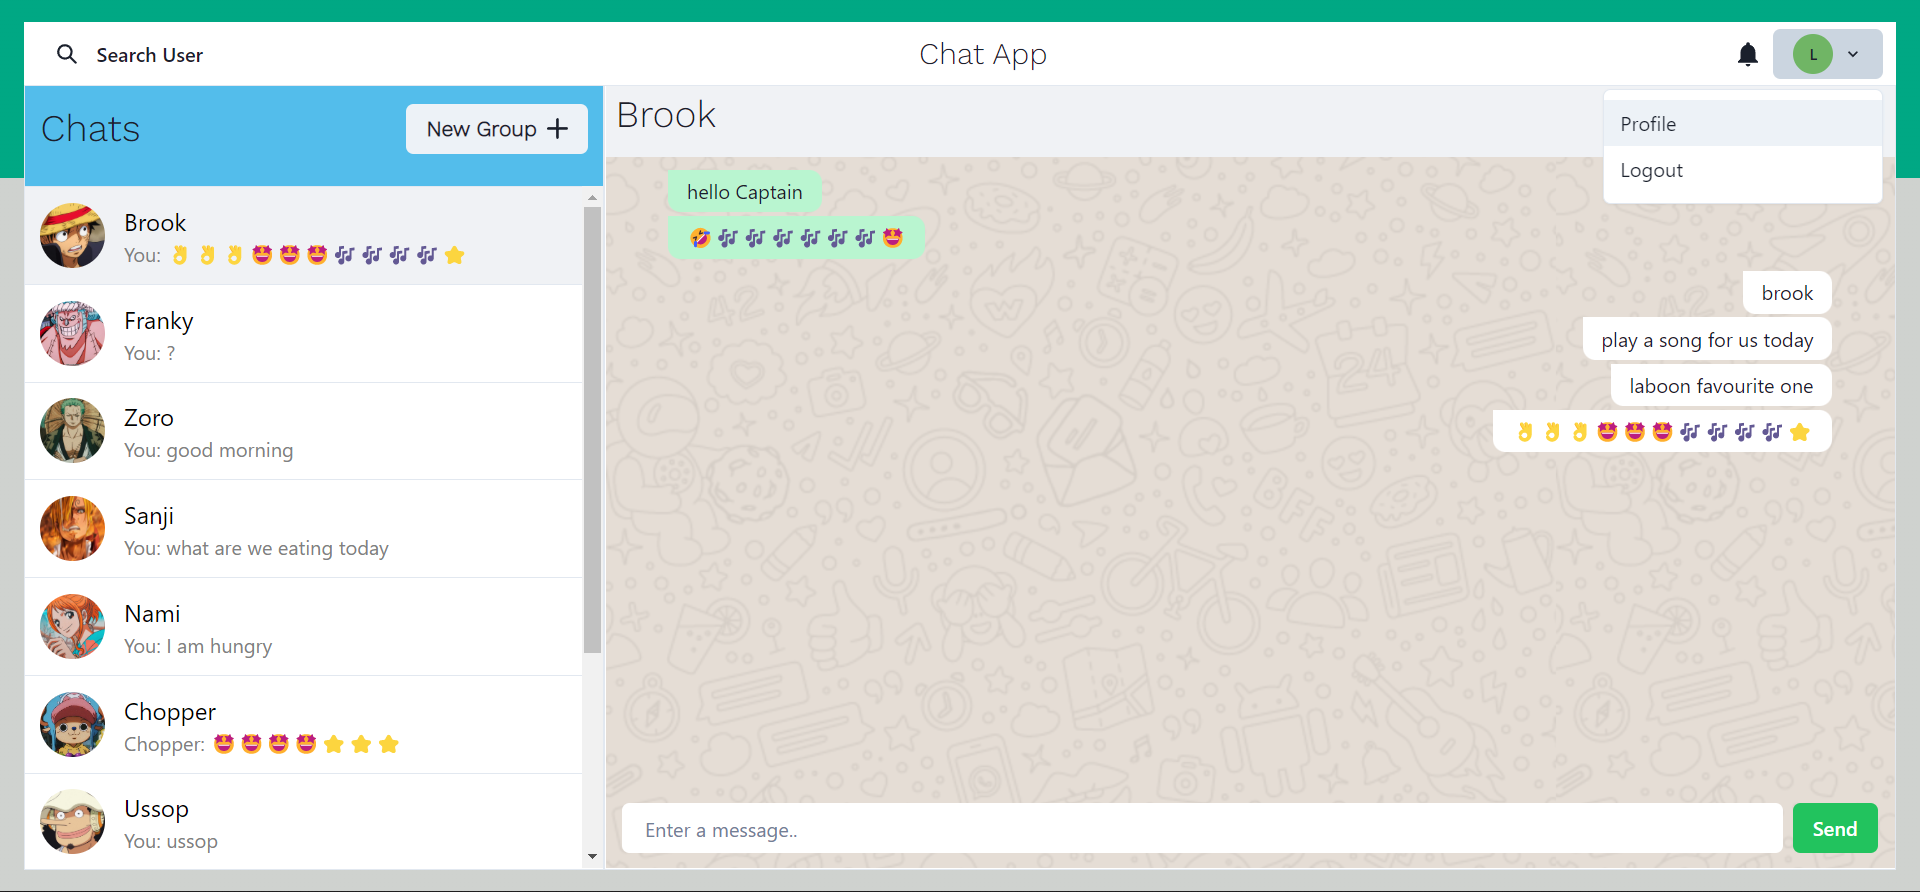 Search User
Chat App
L
Profile
Logout
Chats
New Group +
Brook
You: 👌👌👌🤩🤩🤩🎶🎶🎶🎶⭐
Franky
You: ?
Zoro
You: good morning
Sanji
You: what are we eating today
Nami
You: I am hungry
Chopper
Chopper: 🤩🤩🤩🤩⭐⭐⭐
Ussop
You: ussop
Brook
hello Captain
🤣🎶🎶🎶🎶🎶🎶🤩
brook
play a song for us today
laboon favourite one
👌👌👌🤩🤩🤩🎶🎶🎶🎶⭐
Enter a message..
Send